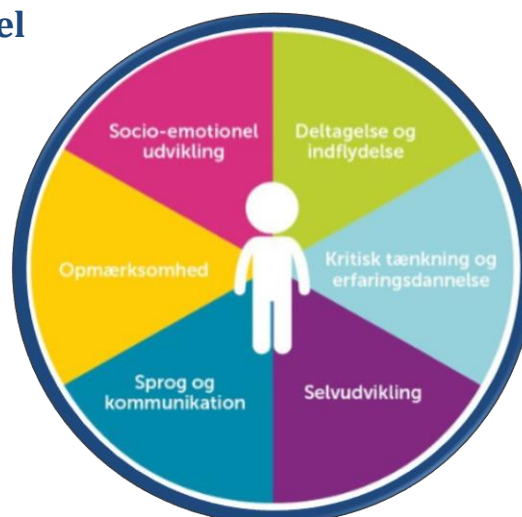 el
Socio-emotionel
udvikling
Deltagelse og
indflydelse
Opmærksomhed
Kritisk tænkning og
erfaringsdannelse
Sprog og
kommunikation
Selvudvikling